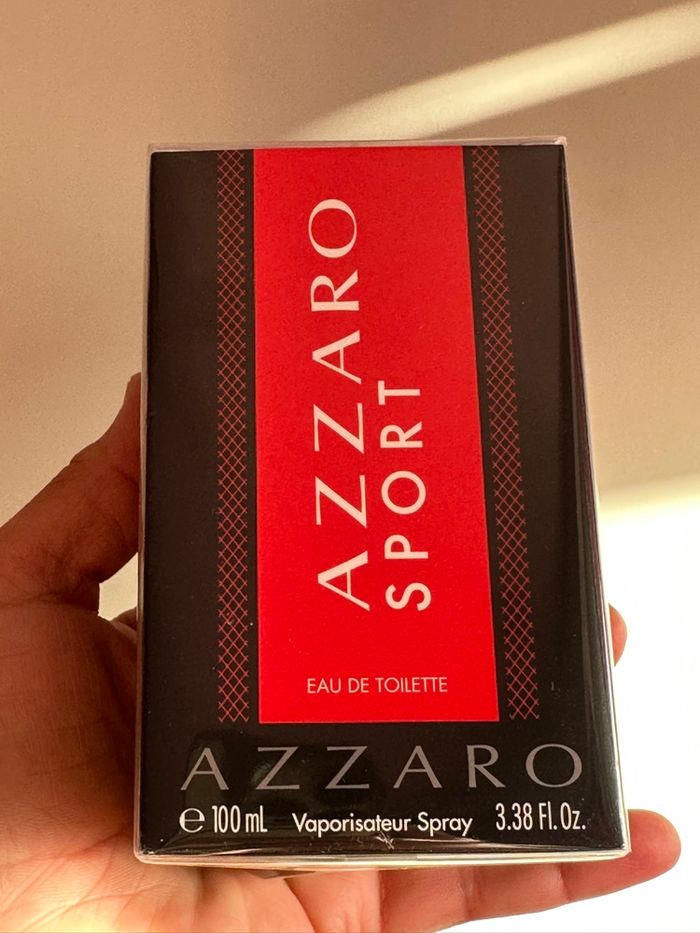 AZZARO
SPORT
EAU DE TOILETTE
AZZARO
℮ 100 mL Vaporisateur Spray 3.38 Fl. Oz.